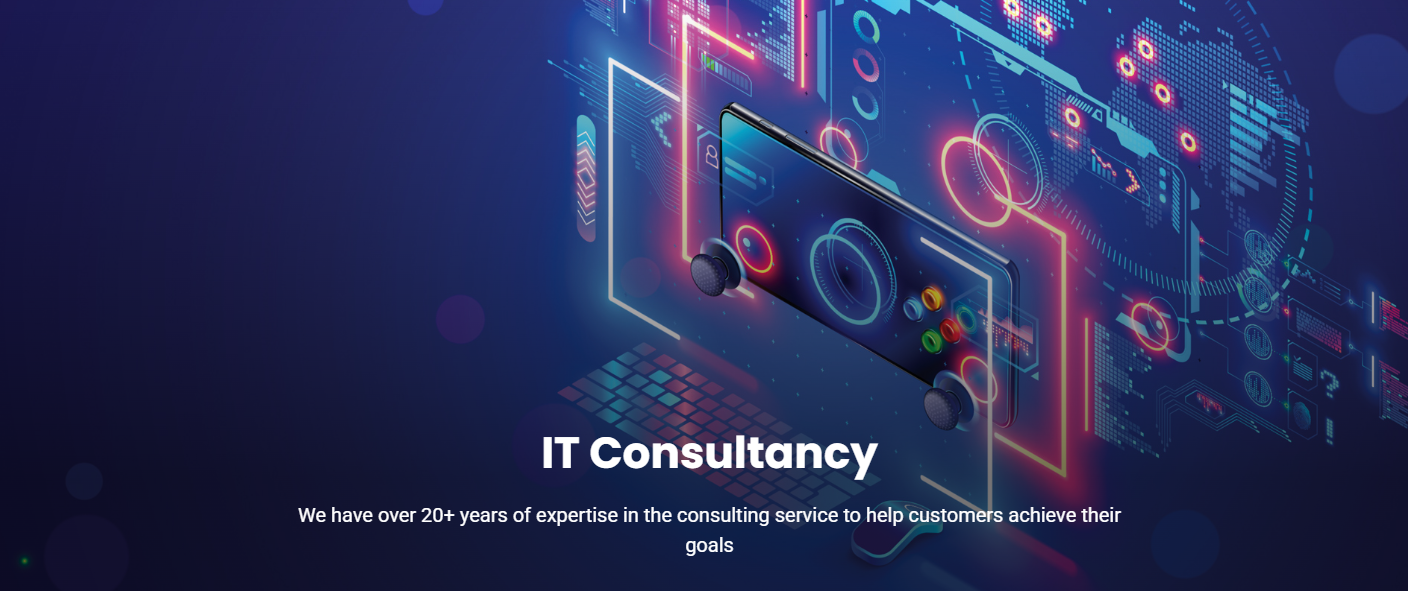 IT Consultancy
We have over 20+ years of expertise in the consulting service to help customers achieve their
goals